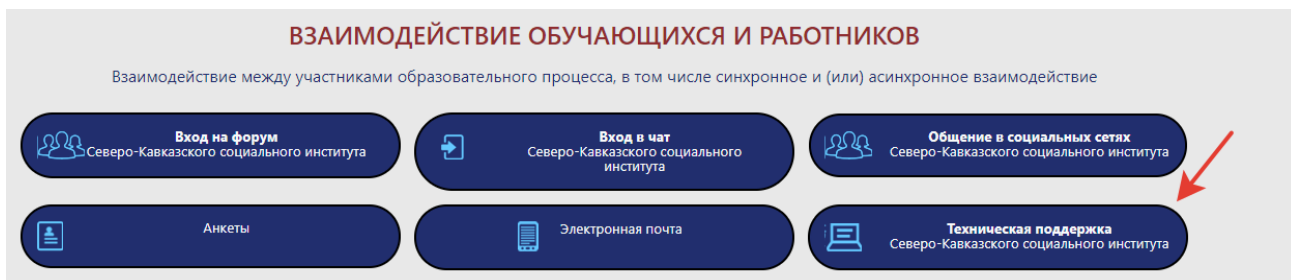 ВЗАИМОДЕЙСТВИЕ ОБУЧАЮЩИХСЯ И РАБОТНИКОВ
Взаимодействие между участниками образовательного процесса, в том числе синхронное и (или) асинхронное взаимодействие
Вход на форум
Северо-Кавказского социального института
Вход в чат
Северо-Кавказского социального
института
Общение в социальных сетях
Северо-Кавказского социального института
Анкеты
Электронная почта
Техническая поддержка
Северо-Кавказского социального института